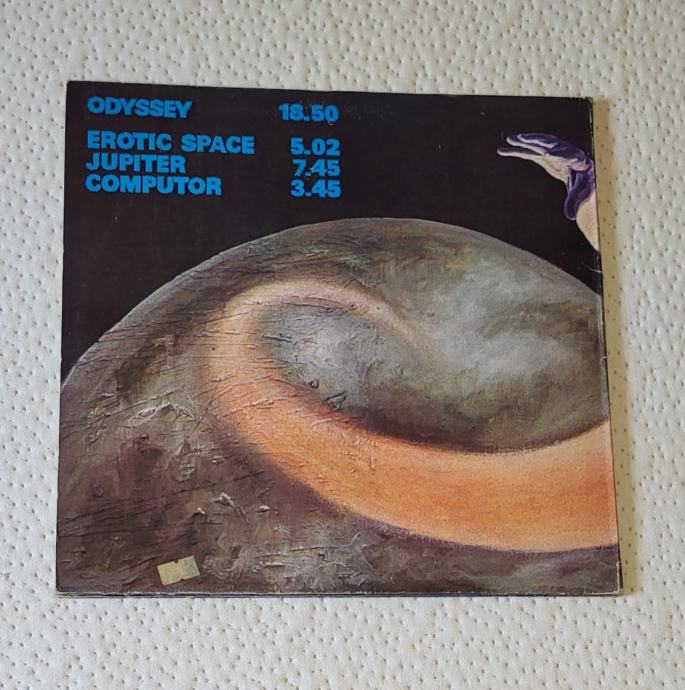 ODYSSEY 18.50
EROTIC SPACE 5.02
JUPITER 7.45
COMPUTOR 3.45